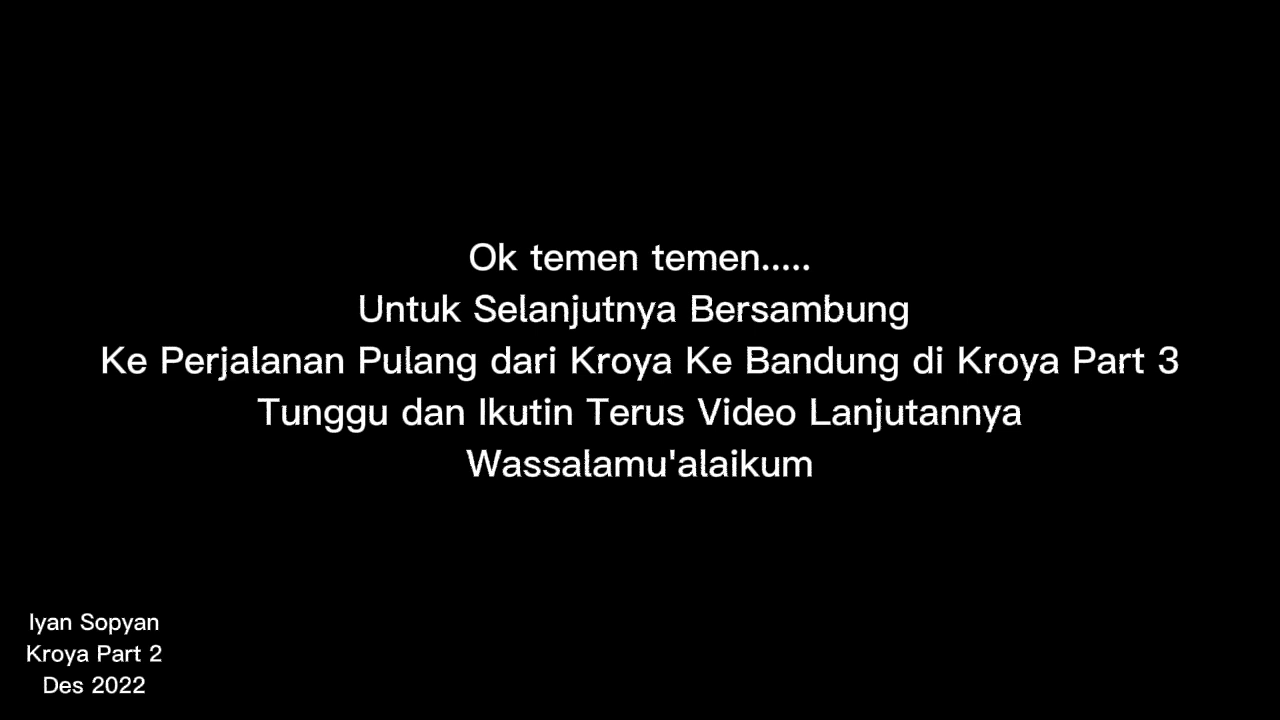 Ok temen temen.....
Untuk Selanjutnya Bersambung
Ke Perjalanan Pulang dari Kroya Ke Bandung di Kroya Part 3
Tunggu dan Ikutin Terus Video Lanjutannya
Wassalamu'alaikum
Iyan Sopyan
Kroya Part 2
Des 2022